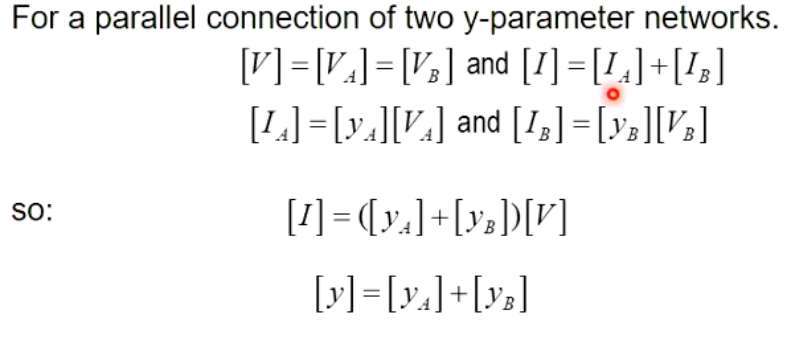 For a parallel connection of two y-parameter networks.
[V] = [V_A] = [V_B] and [I] = [I_A] + [I_B]
[I_A] = [y_A][V_A] and [I_B] = [y_B][V_B]
so: [I] = ([y_A] + [y_B])[V]
[y] = [y_A] + [y_B]